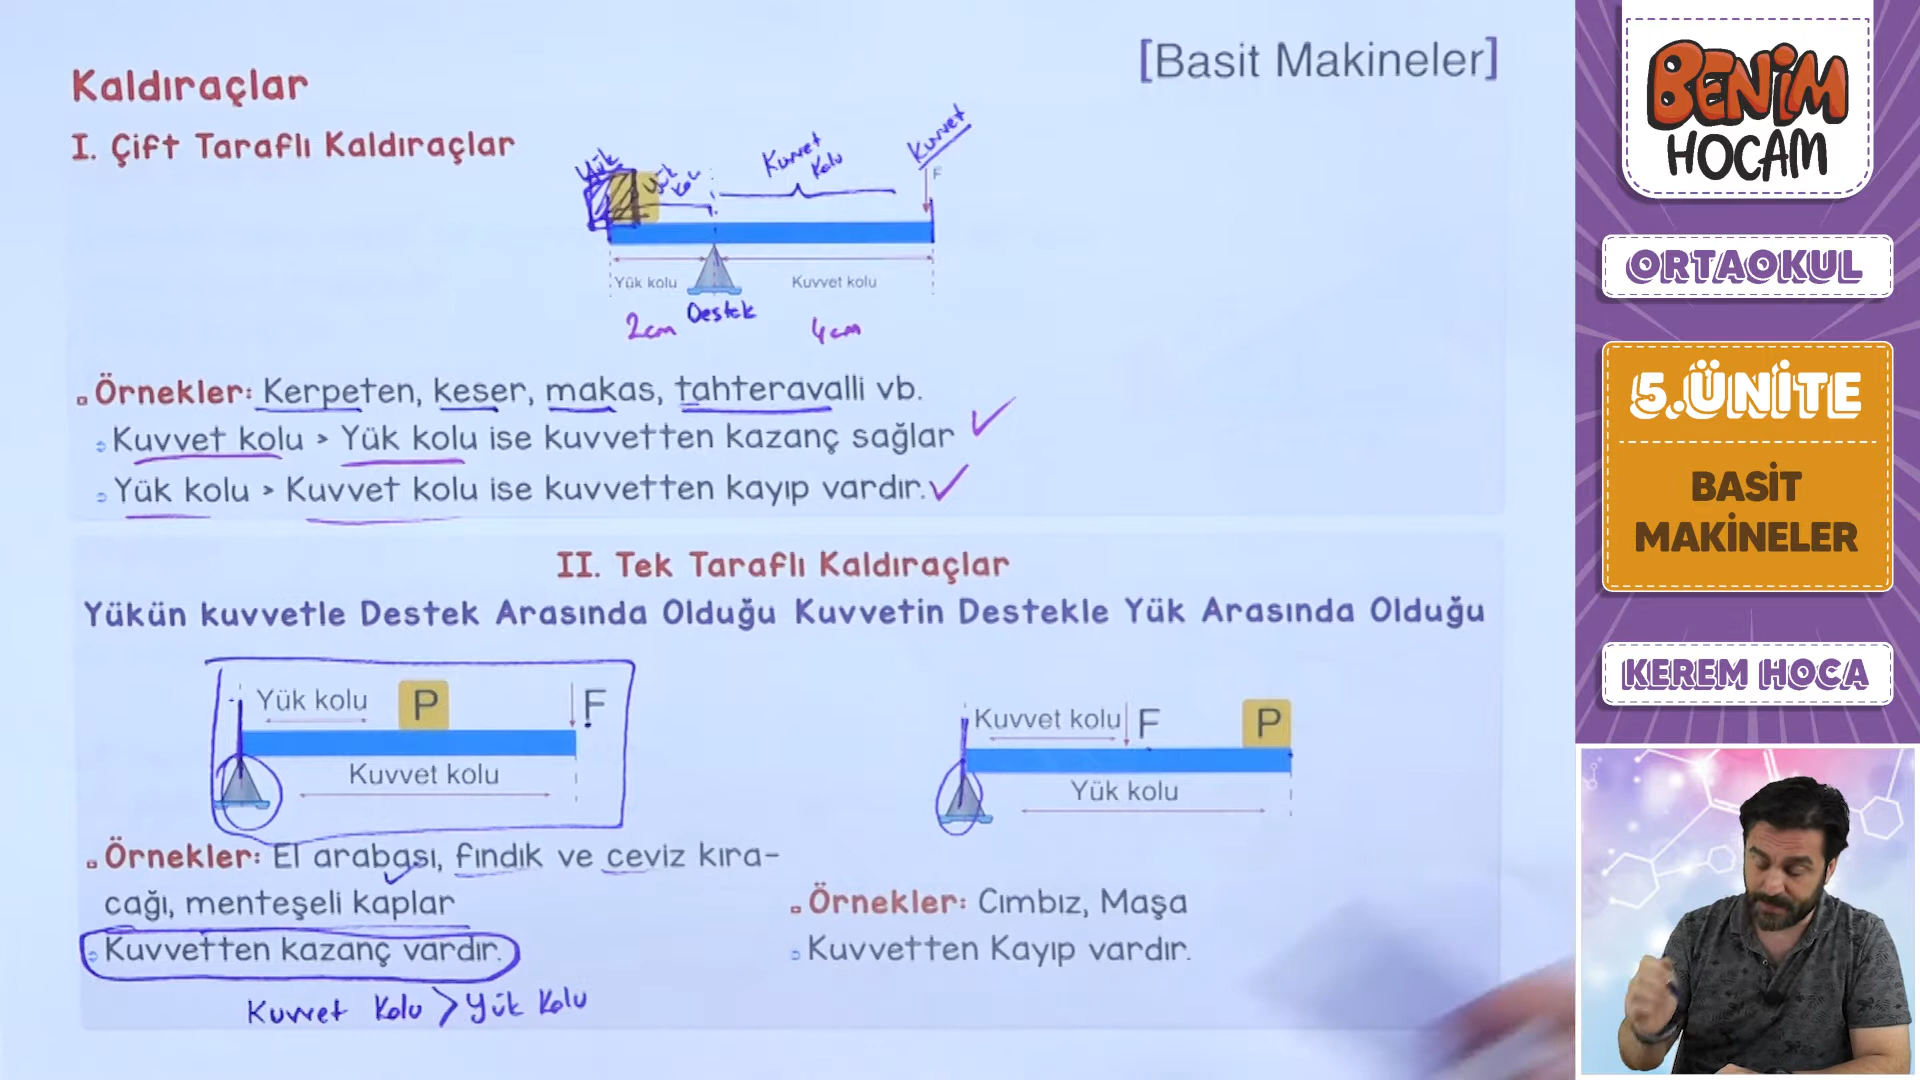 [Basit Makineler]
Kaldıraçlar
I. Çift Taraflı Kaldıraçlar
Yük
Yük Kolu
Kuvvet Kolu
Kuvvet
F
Yük kolu
Kuvvet kolu
Destek
2cm
4cm
Örnekler: Kerpeten, keser, makas, tahteravalli vb.
Kuvvet kolu > Yük kolu ise kuvvetten kazanç sağlar
Yük kolu > Kuvvet kolu ise kuvvetten kayıp vardır.
II. Tek Taraflı Kaldıraçlar
Yükün kuvvetle Destek Arasında Olduğu Kuvvetin Destekle Yük Arasında Olduğu
Yük kolu P F
Kuvvet kolu
Kuvvet kolu F P
Yük kolu
Örnekler: El arabası, fındık ve ceviz kıra-
cağı, menteşeli kaplar
Kuvvetten kazanç vardır.
Kuvvet Kolu > Yük Kolu
Örnekler: Cımbız, Maşa
Kuvvetten Kayıp vardır.
BENİM
HOCAM
ORTAOKUL
5.ÜNİTE
BASİT
MAKİNELER
KEREM HOCA